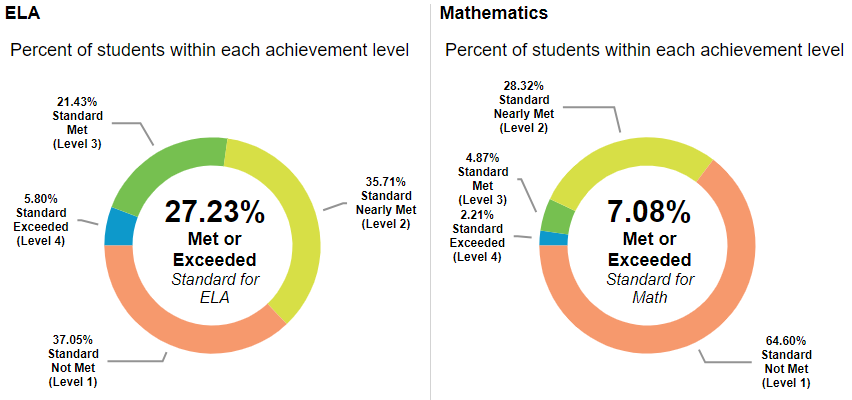 ELA
Percent of students within each achievement level
21.43%
Standard
Met
(Level 3)
5.80%
Standard
Exceeded
(Level 4)
35.71%
Standard
Nearly Met
(Level 2)
27.23%
Met or
Exceeded
Standard for
ELA
37.05%
Standard
Not Met
(Level 1)
Mathematics
Percent of students within each achievement level
28.32%
Standard
Nearly Met
(Level 2)
4.87%
Standard
Met
(Level 3)
2.21%
Standard
Exceeded
(Level 4)
7.08%
Met or
Exceeded
Standard for
Math
64.60%
Standard
Not Met
(Level 1)